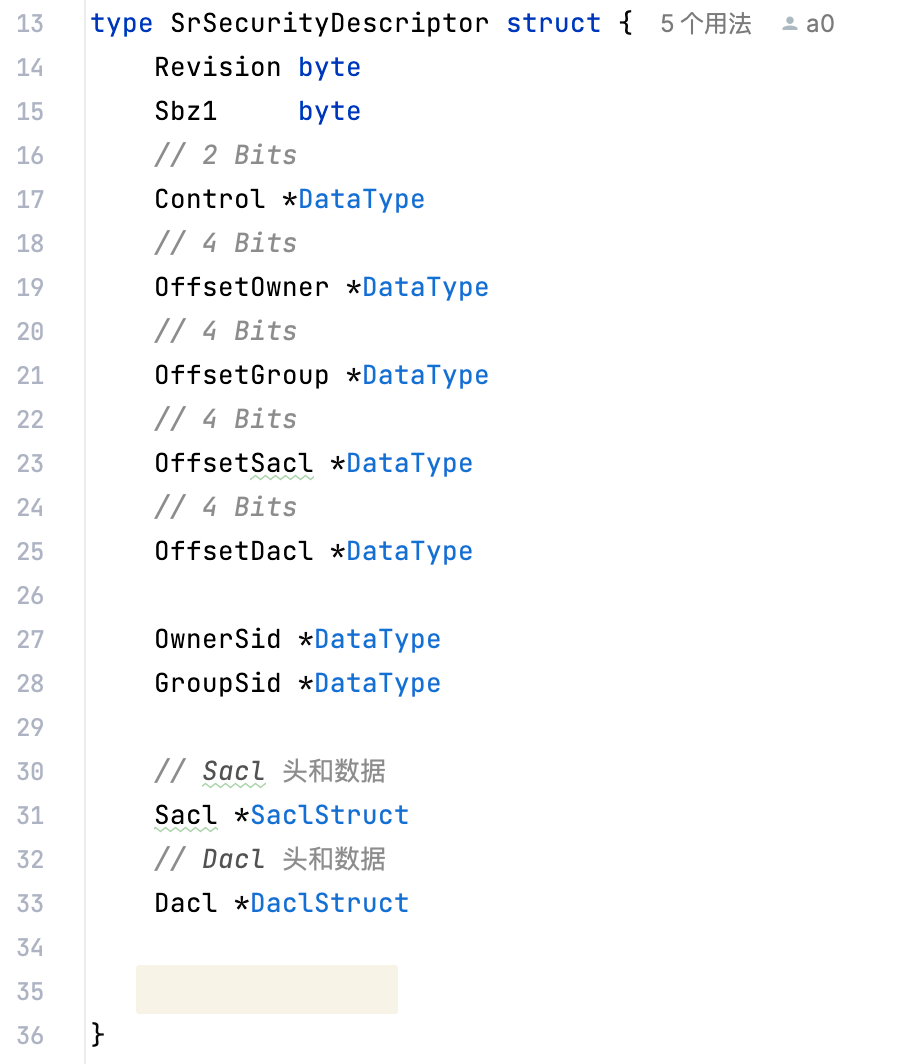 13 type SrSecurityDescriptor struct { 5 个用法 a0
14 Revision byte
15 Sbz1     byte
16 // 2 Bits
17 Control *DataType
18 // 4 Bits
19 OffsetOwner *DataType
20 // 4 Bits
21 OffsetGroup *DataType
22 // 4 Bits
23 OffsetSacl *DataType
24 // 4 Bits
25 OffsetDacl *DataType
26
27 OwnerSid *DataType
28 GroupSid *DataType
29
30 // Sacl 头和数据
31 Sacl *SaclStruct
32 // Dacl 头和数据
33 Dacl *DaclStruct
34
35
36 }